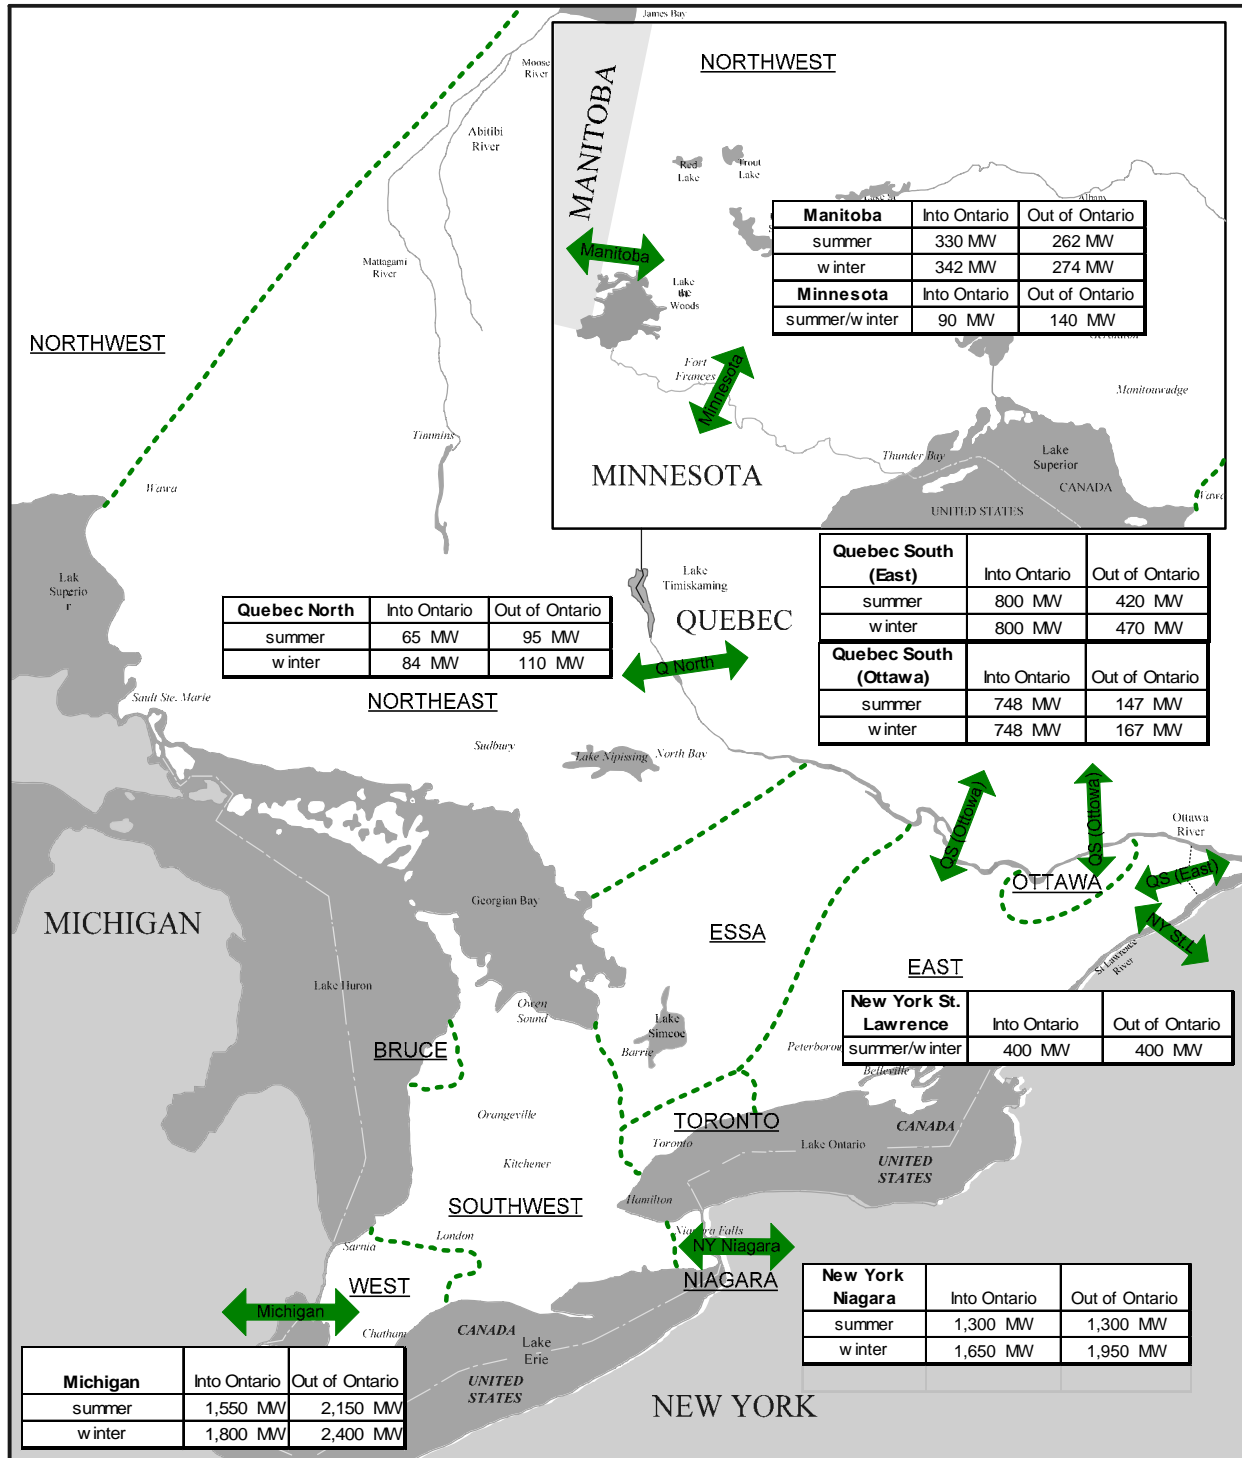 James Bay
Moose
River
Abitibi
River
Mattagami
River
NORTHWEST
Timmins
Wawa
Lak
Superio
r
NORTHWEST
MANITOBA
Red
Lake
Trout
Lake
Manitoba
Lake
the
Woods
Fort
Frances
Minnesota
MINNESOTA
Thunder Bay
Lake
Superior
CANADA
UNITED STATES
Manitouwadge
Manitoba Into Ontario Out of Ontario
summer 330 MW 262 MW
winter 342 MW 274 MW
Minnesota Into Ontario Out of Ontario
summer/winter 90 MW 140 MW
Lake
Timiskaming
QUEBEC
Q North
Quebec North Into Ontario Out of Ontario
summer 65 MW 95 MW
winter 84 MW 110 MW
Quebec South
(East) Into Ontario Out of Ontario
summer 800 MW 420 MW
winter 800 MW 470 MW
Quebec South
(Ottawa) Into Ontario Out of Ontario
summer 748 MW 147 MW
winter 748 MW 167 MW
Sault Ste. Marie
NORTHEAST
Sudbury
Lake Nipissing
North Bay
QS (Ottowa)
QS (Ottowa)
Ottawa
River
QS (East)
OTTAWA
NY St.L
St Lawrence
River
MICHIGAN
Georgian Bay
Lake Huron
ESSA
EAST
Owen
Sound
Lake
Simcoe
Barrie
BRUCE
New York St.
Lawrence Into Ontario Out of Ontario
summer/winter 400 MW 400 MW
Belleville
Orangeville
TORONTO
Toronto
Lake Ontario
CANADA
UNITED
STATES
Kitchener
SOUTHWEST
Hamilton
London
Sarnia
Niagara Falls
NY Niagara
NIAGARA
WEST
Michigan
Chatham
CANADA
Lake
Erie
UNITED
STATES
New York
Niagara Into Ontario Out of Ontario
summer 1,300 MW 1,300 MW
winter 1,650 MW 1,950 MW
NEW YORK
Michigan Into Ontario Out of Ontario
summer 1,550 MW 2,150 MW
winter 1,800 MW 2,400 MW